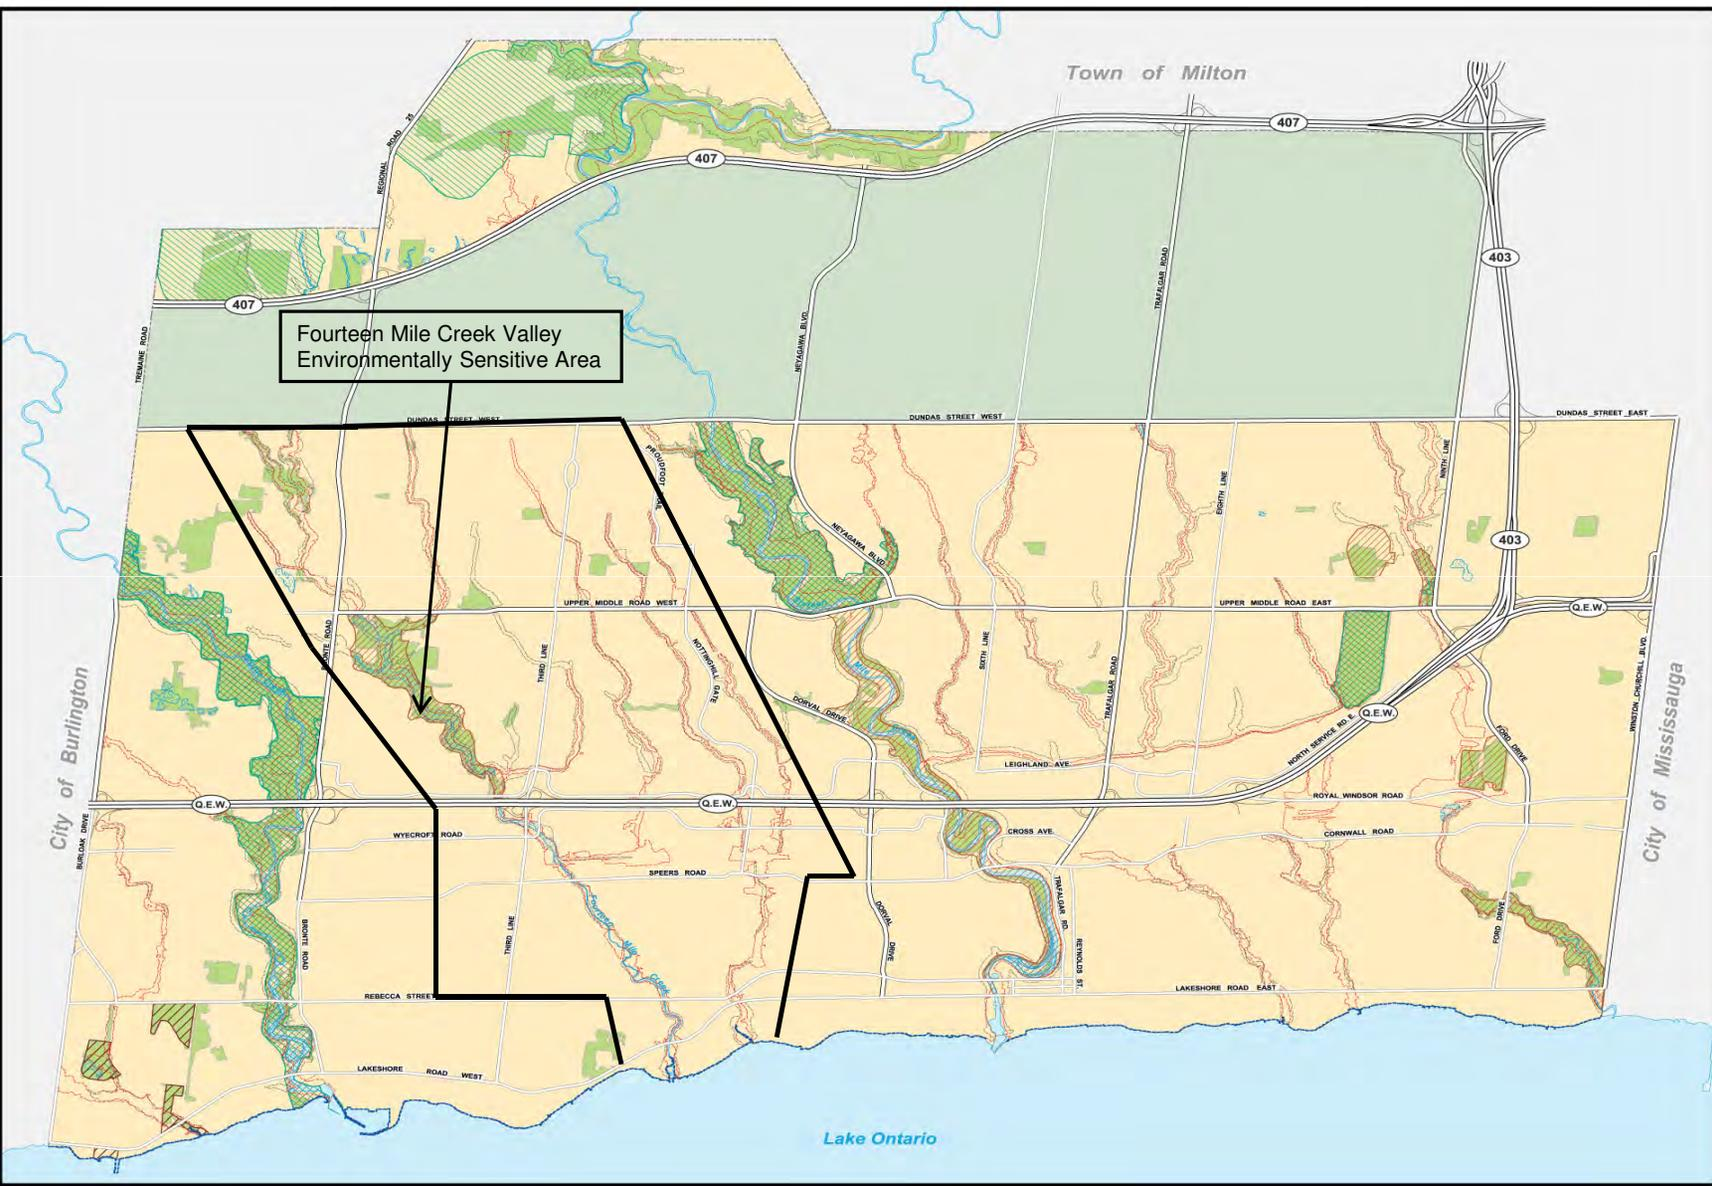 Town of Milton
REGIONAL ROAD 25
407
407
407
403
TREMAINE ROAD
NEYAGAWA BLVD.
TRAFALGAR ROAD
Fourteen Mile Creek Valley
Environmentally Sensitive Area
DUNDAS STREET WEST
DUNDAS STREET WEST
DUNDAS STREET EAST
PROUDFOOT TRAIL
NEYAGAWA BLVD.
EIGHTH LINE
NINTH LINE
403
UPPER MIDDLE ROAD WEST
UPPER MIDDLE ROAD EAST
Q.E.W.
BRONTE ROAD
THIRD LINE
NOTTINGHILL GATE
SIXTH LINE
TRAFALGAR ROAD
WINSTON CHURCHILL BLVD.
DORVAL DRIVE
Q.E.W.
NORTH SERVICE RD. E.
FORD DRIVE
LEIGHLAND AVE.
City of Burlington
City of Mississauga
Q.E.W.
Q.E.W.
ROYAL WINDSOR ROAD
BURLOAK DRIVE
WYECROFT ROAD
CROSS AVE.
CORNWALL ROAD
SPEERS ROAD
BRONTE ROAD
THIRD LINE
Fourteen Mile Creek
DORVAL DRIVE
TRAFALGAR RD.
REYNOLDS ST.
FORD DRIVE
REBECCA STREET
LAKESHORE ROAD EAST
LAKESHORE ROAD WEST
Lake Ontario